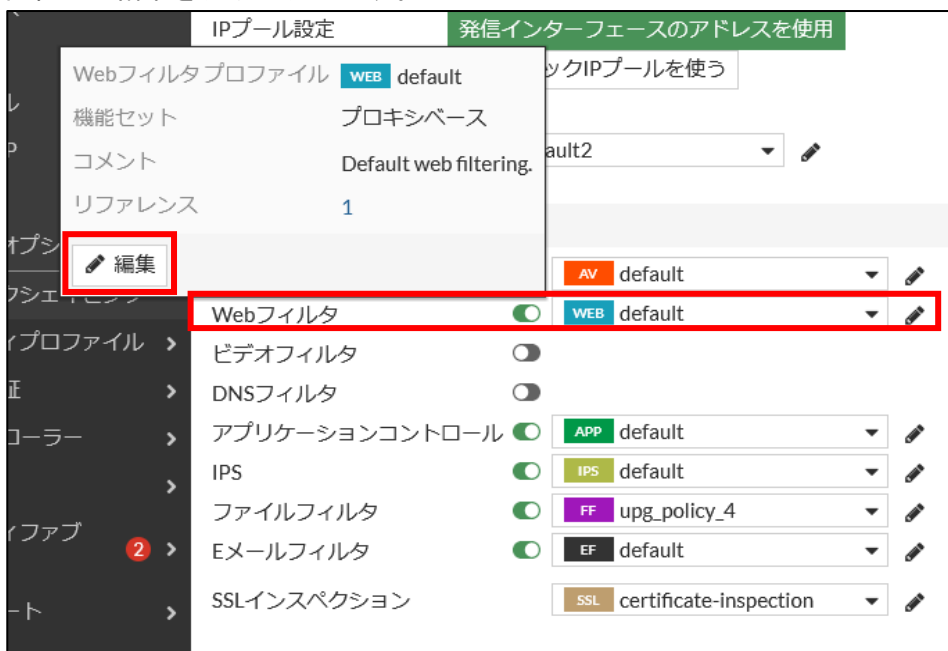 IPプール設定 発信インターフェースのアドレスを使用
Webフィルタプロファイル WEB default
ックIPプールを使う
機能セット プロキシベース
コメント Default web filtering.
ault2
リファレンス 1
オプシ
編集
AV default
Webフィルタ WEB default
ィプロファイル
ビデオフィルタ
DNSフィルタ
証
アプリケーションコントロール APP default
ローラー
IPS IPS default
ファイルフィルタ FF upg_policy_4
ィファブ
2
Eメールフィルタ EF default
SSLインスペクション SSL certificate-inspection
ート